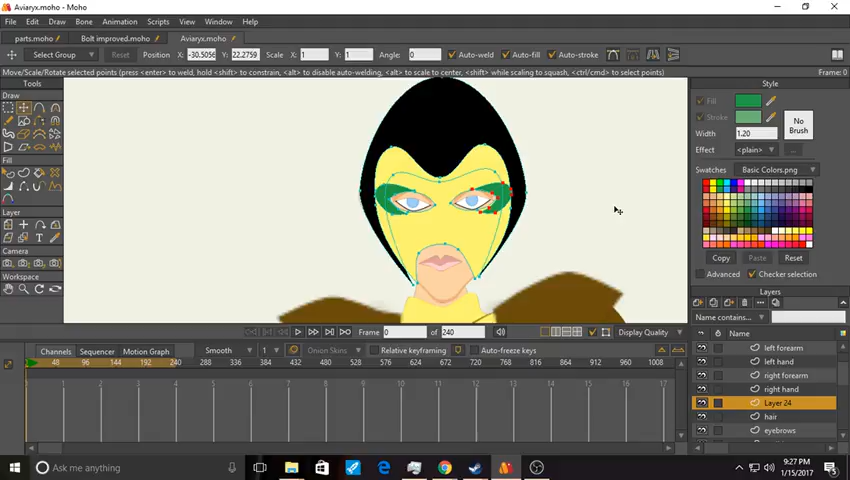 Aviaryx.moho - Moho
File Edit Draw Bone Animation Scripts View Window Help
parts.moho Bolt improved.moho Aviaryx.moho
Select Group Position X: -30.5056 Y: 22.2759 Scale X: 1 Y: 1 Angle: 0 Auto-weld Auto-fill Auto-stroke
Move/Scale/Rotate selected points (press <enter> to weld, hold <shift> to constrain, <alt> to disable auto-welding, <alt> to scale to center, <shift> while scaling to squash, <ctrl/cmd> to select points) Frame: 0
Tools
Draw
Fill
Layer
T
Camera
Workspace
Style
Fill
Stroke
No Brush
Width 1.20
Effect <plain> ...
Swatches Basic Colors.png
Copy Paste Reset
Advanced Checker selection
Layers
Name contains...
Name
left forearm
left hand
right forearm
right hand
Layer 24
hair
eyebrows
Frame 0 of 240 Display Quality
Channels Sequencer Motion Graph Smooth 1 Onion Skins Relative keyframing Auto-freeze keys
48 96 144 192 240 288 336 384 432 480 528 576 624 672 720 768 816 864 912 960 1008
1 2 3 4 5 6 7 8 9 10 11 12 13 14 15 16 17
Ask me anything
9:27 PM
1/15/2017